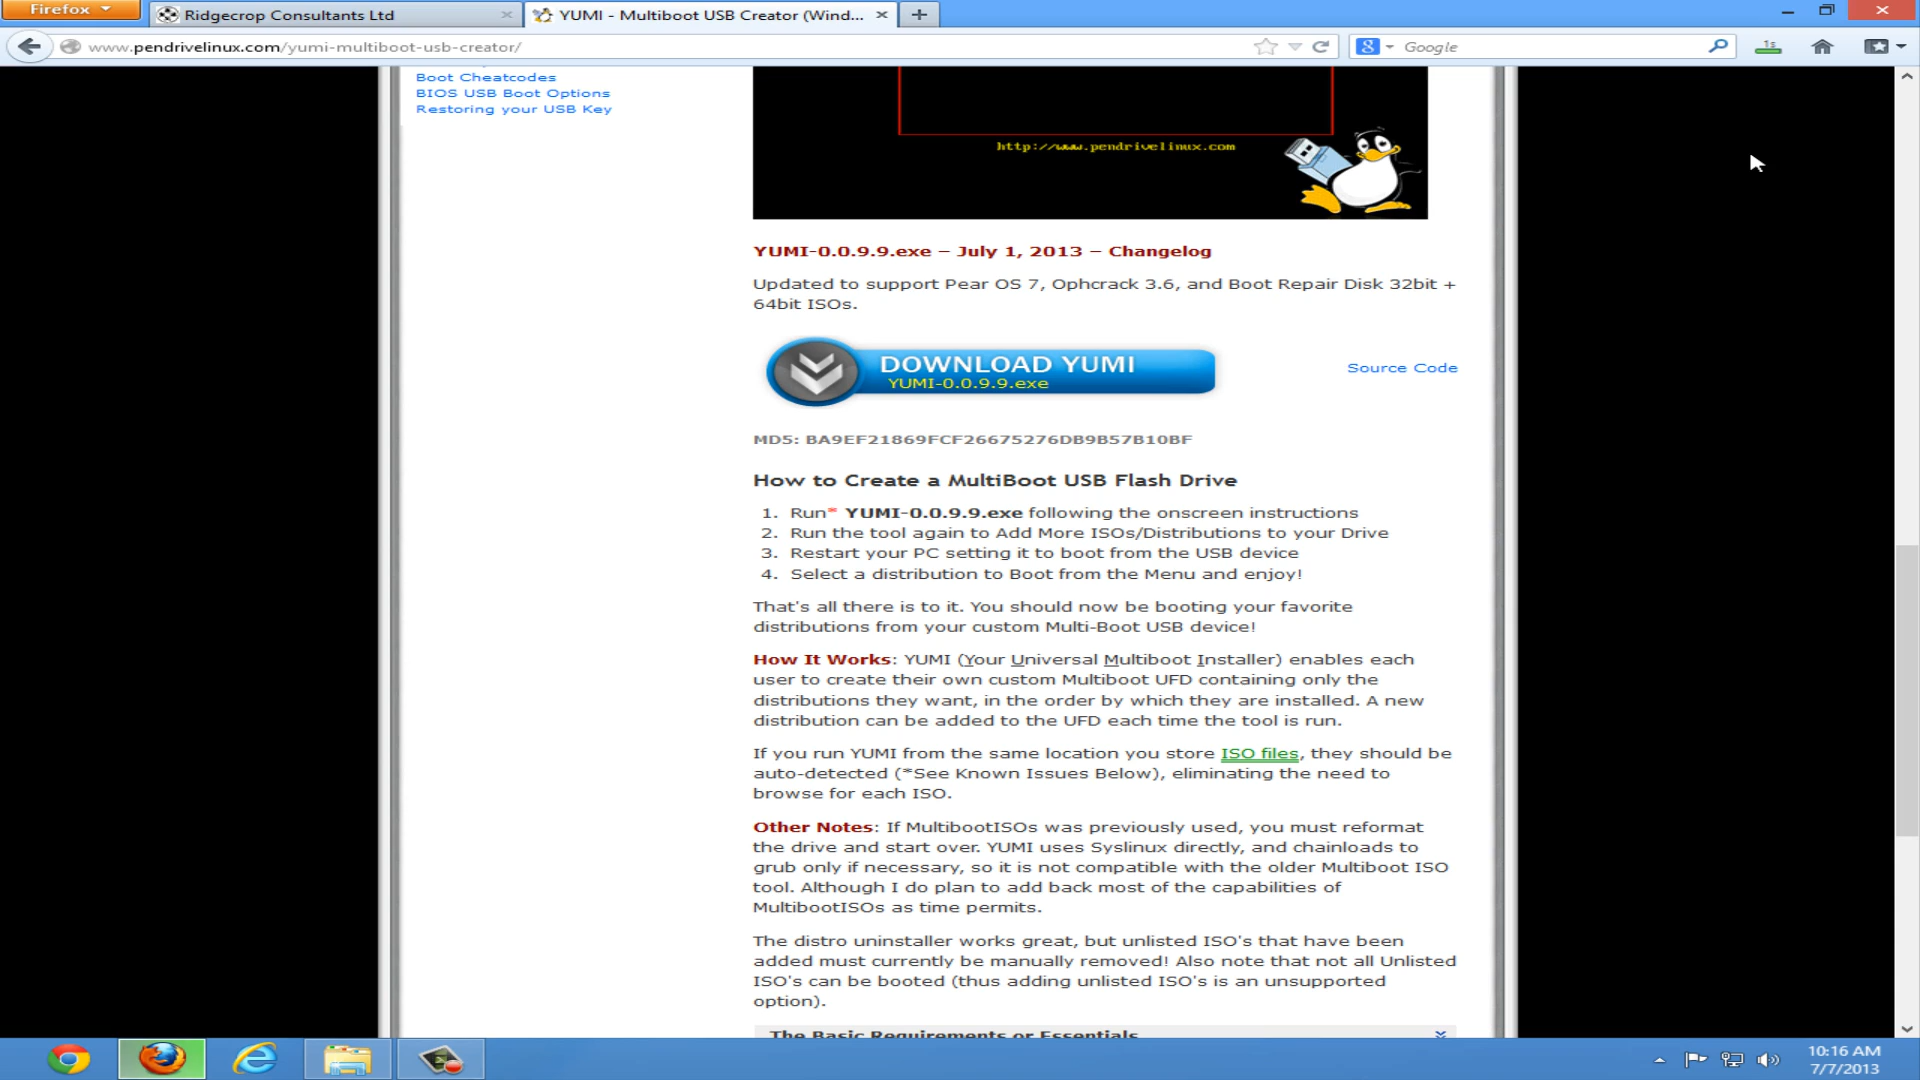 Firefox
Ridgecrop Consultants Ltd
YUMI - Multiboot USB Creator (Wind...
www.pendrivelinux.com/yumi-multiboot-usb-creator/
Google
1s
Boot Cheatcodes
BIOS USB Boot Options
Restoring your USB Key
http://www.pendrivelinux.com
YUMI-0.0.9.9.exe – July 1, 2013 – Changelog
Updated to support Pear OS 7, Ophcrack 3.6, and Boot Repair Disk 32bit +
64bit ISOs.
DOWNLOAD YUMI
YUMI-0.0.9.9.exe
Source Code
MD5: BA9EF21869FCF26675276DB9B57B10BF
How to Create a MultiBoot USB Flash Drive
1. Run* YUMI-0.0.9.9.exe following the onscreen instructions
2. Run the tool again to Add More ISOs/Distributions to your Drive
3. Restart your PC setting it to boot from the USB device
4. Select a distribution to Boot from the Menu and enjoy!
That's all there is to it. You should now be booting your favorite
distributions from your custom Multi-Boot USB device!
How It Works: YUMI (Your Universal Multiboot Installer) enables each
user to create their own custom Multiboot UFD containing only the
distributions they want, in the order by which they are installed. A new
distribution can be added to the UFD each time the tool is run.
If you run YUMI from the same location you store ISO files, they should be
auto-detected (*See Known Issues Below), eliminating the need to
browse for each ISO.
Other Notes: If MultibootISOs was previously used, you must reformat
the drive and start over. YUMI uses Syslinux directly, and chainloads to
grub only if necessary, so it is not compatible with the older Multiboot ISO
tool. Although I do plan to add back most of the capabilities of
MultibootISOs as time permits.
The distro uninstaller works great, but unlisted ISO's that have been
added must currently be manually removed! Also note that not all Unlisted
ISO's can be booted (thus adding unlisted ISO's is an unsupported
option).
The Basic Requirements or Essentials
10:16 AM
7/7/2013